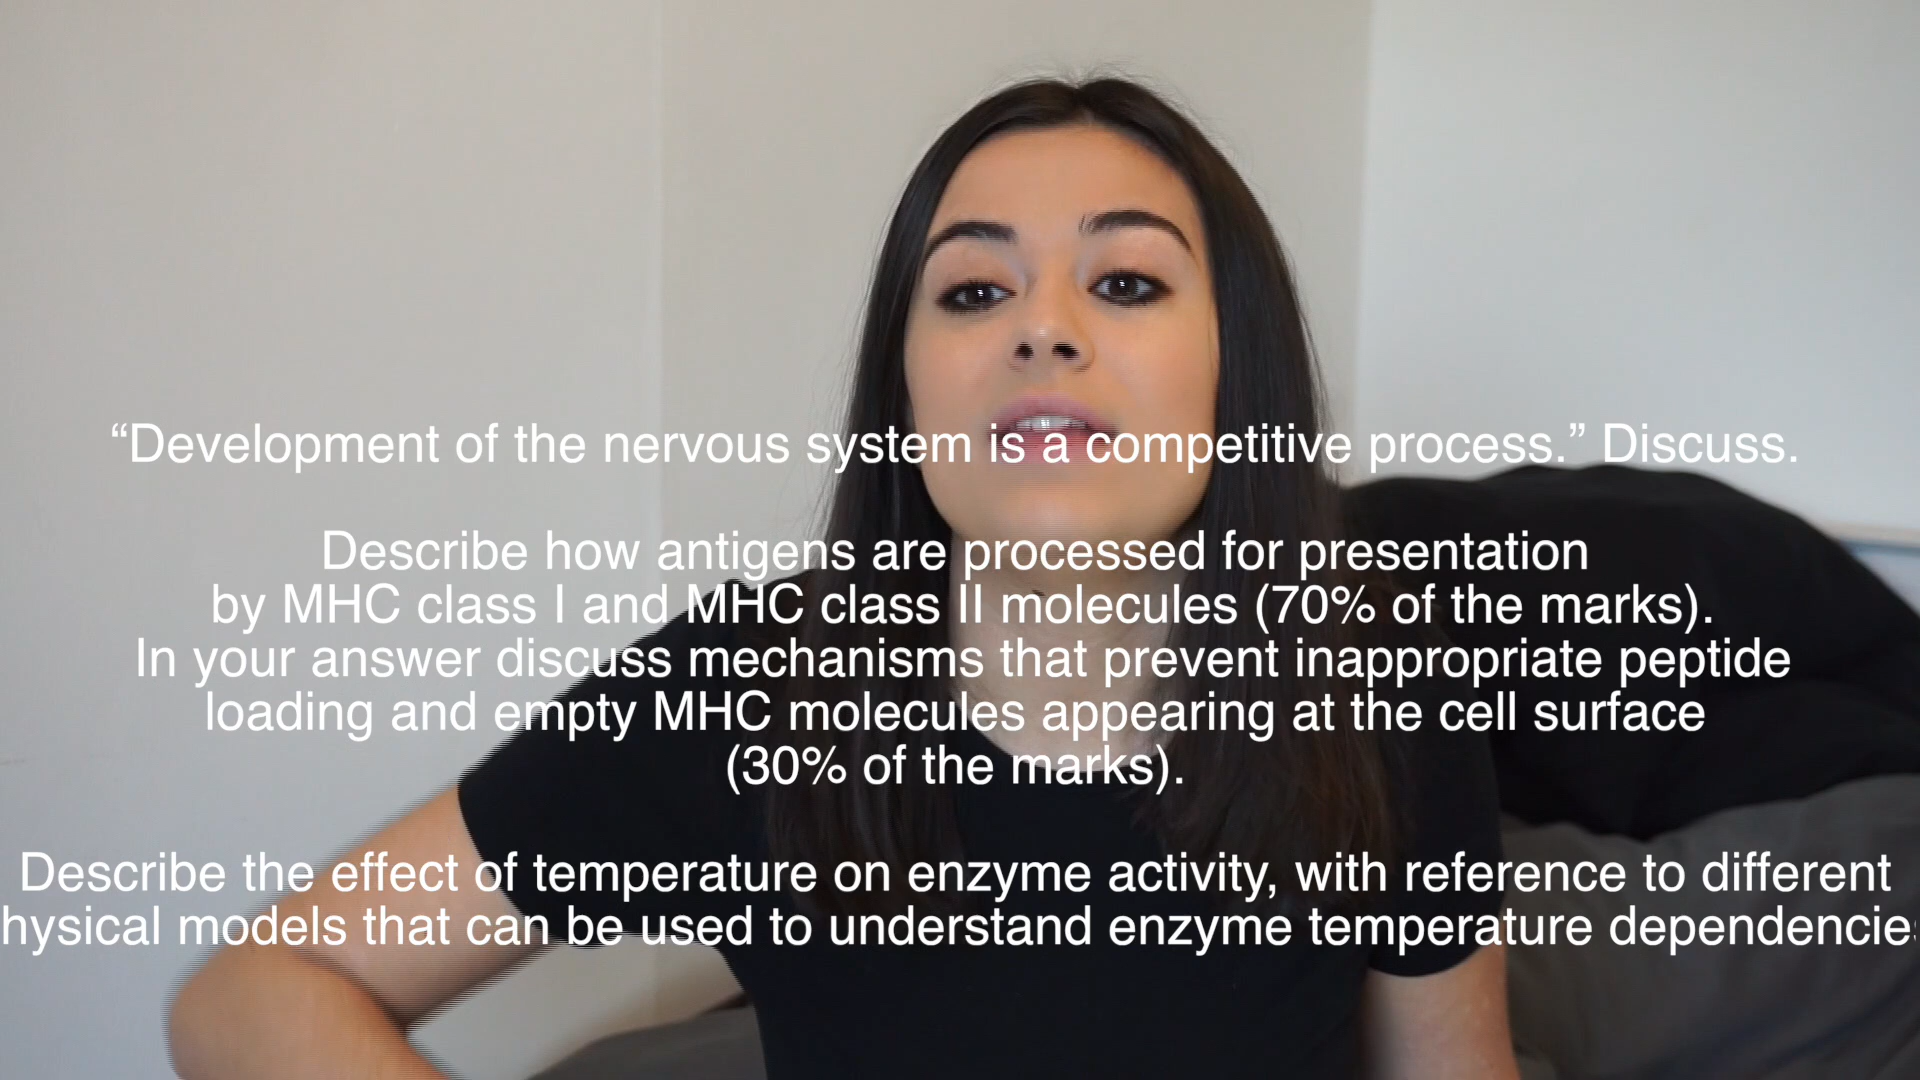 “Development of the nervous system is a competitive process.” Discuss.
Describe how antigens are processed for presentation
by MHC class I and MHC class II molecules (70% of the marks).
In your answer discuss mechanisms that prevent inappropriate peptide
loading and empty MHC molecules appearing at the cell surface
(30% of the marks).
Describe the effect of temperature on enzyme activity, with reference to different
hysical models that can be used to understand enzyme temperature dependencies